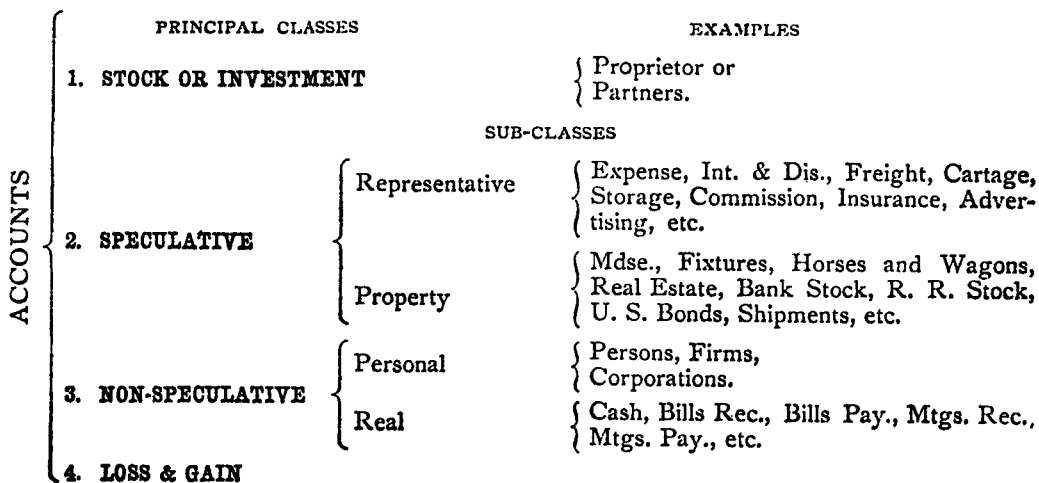 PRINCIPAL CLASSES EXAMPLES
1. STOCK OR INVESTMENT
Proprietor or
Partners.
SUB-CLASSES
ACCOUNTS
2. SPECULATIVE
Representative
Expense, Int. & Dis., Freight, Cartage,
Storage, Commission, Insurance, Adver-
tising, etc.
Property
Mdse., Fixtures, Horses and Wagons,
Real Estate, Bank Stock, R. R. Stock,
U. S. Bonds, Shipments, etc.
3. NON-SPECULATIVE
Personal
Persons, Firms,
Corporations.
Real
Cash, Bills Rec., Bills Pay., Mtgs. Rec.,
Mtgs. Pay., etc.
4. LOSS & GAIN